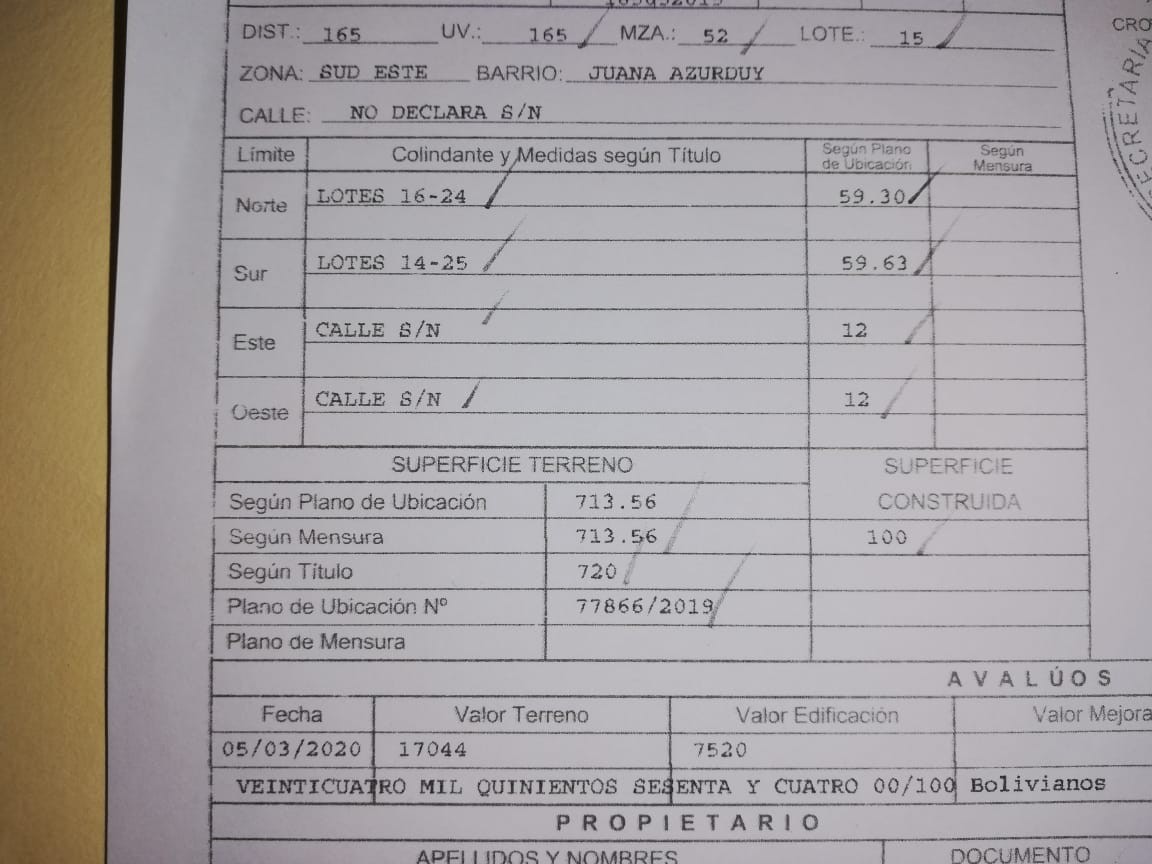 DIST.: 165 UV.: 165 MZA.: 52 LOTE.: 15
ZONA: SUD ESTE BARRIO: JUANA AZURDUY
CALLE: NO DECLARA S/N
CRO
SECRETARIA
Límite Colindante y Medidas según Título Según Plano de Ubicación Según Mensura
Norte LOTES 16-24 59.30
Sur LOTES 14-25 59.63
Este CALLE S/N 12
Oeste CALLE S/N 12
SUPERFICIE TERRENO SUPERFICIE CONSTRUIDA
Según Plano de Ubicación 713.56
Según Mensura 713.56 100
Según Título 720
Plano de Ubicación Nº 77866/2019
Plano de Mensura
AVALÚOS
Fecha Valor Terreno Valor Edificación Valor Mejora
05/03/2020 17044 7520
VEINTICUATRO MIL QUINIENTOS SESENTA Y CUATRO 00/100 Bolivianos
PROPIETARIO
APELLIDOS Y NOMBRES DOCUMENTO